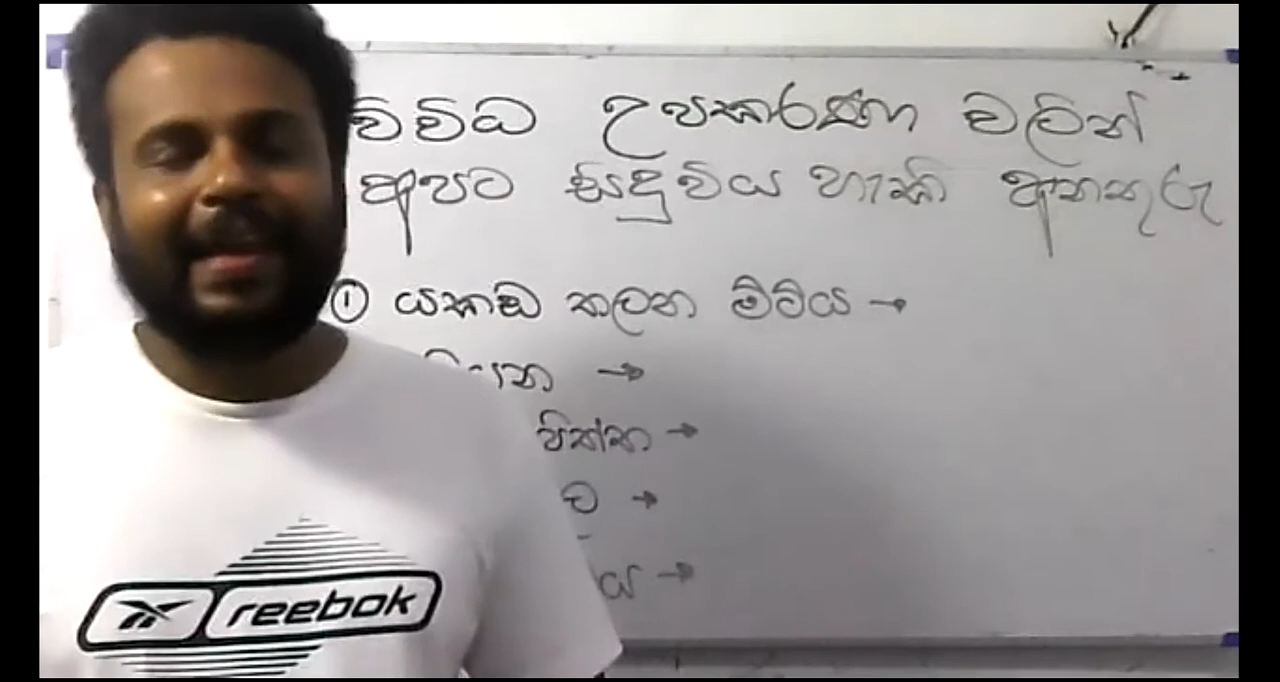 විවිධ උපකරණ වලින්
අපට සිදුවිය හැකි අනතුරු
① යකඩ කලන මිටිය →
→
පිත්තා →
ට →
ය →
reebok